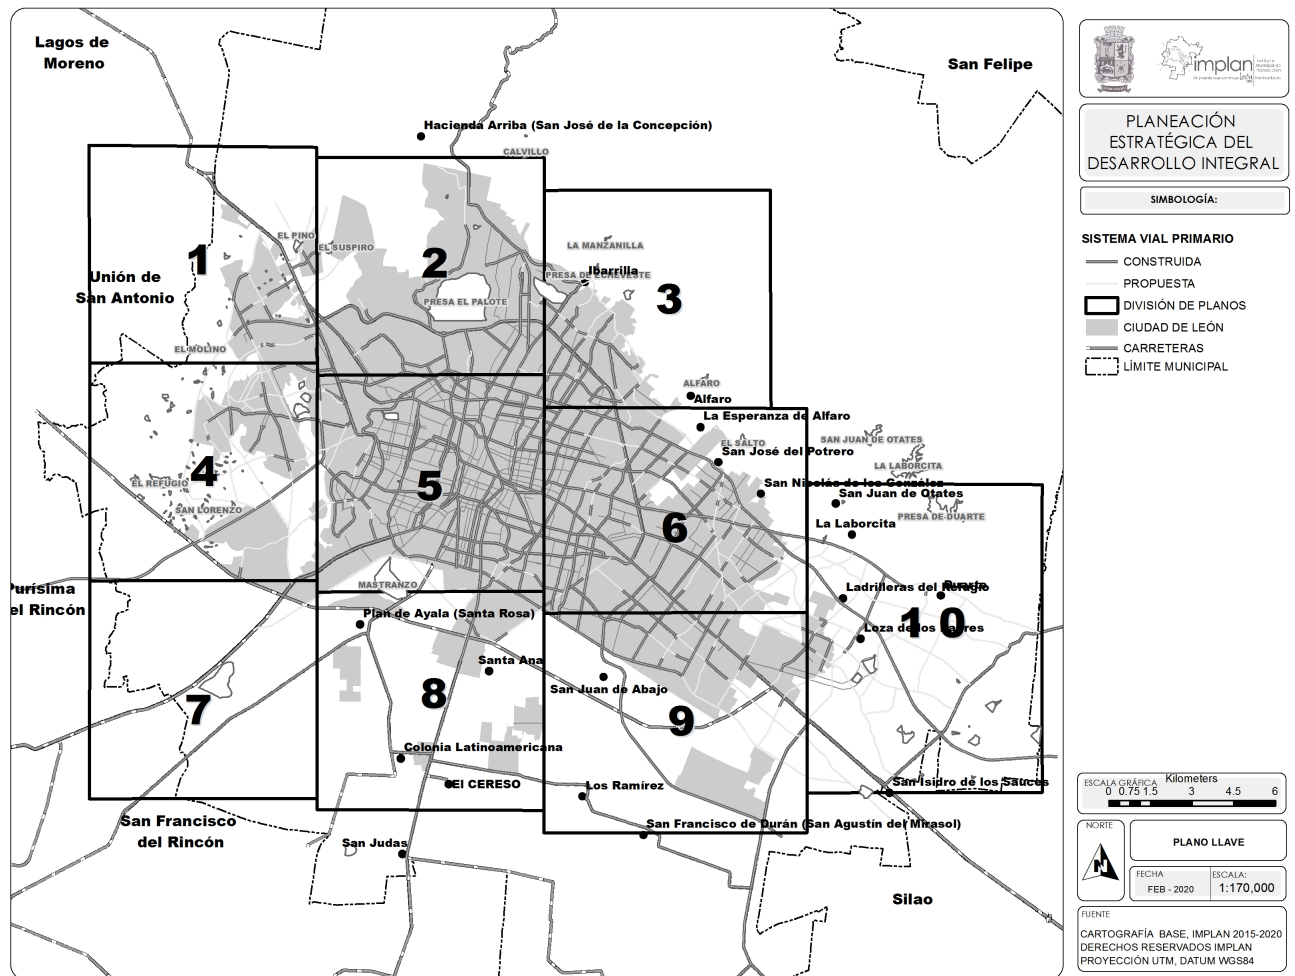 Lagos de
Moreno
San Felipe
Hacienda Arriba (San José de la Concepción)
CALVILLO
EL PINO
EL SUSPIRO
LA MANZANILLA
1
2
Ibarrilla
PRESA DE ECHEVESTE
3
Unión de
San Antonio
PRESA EL PALOTE
EL MOLINO
ALFARO
Alfaro
La Esperanza de Alfaro
EL SALTO
SAN JUAN DE OTATES
San José del Potrero
LA LABORCITA
4
5
6
EL REFUGIO
San Nicolás de los González
San Juan de Otates
SAN LORENZO
PRESA DE DUARTE
La Laborcita
MASTRANZO
Purísima
el Rincón
Ladrilleras del Refugio
Duarte
Plan de Ayala (Santa Rosa)
10
Loza de los Padres
Santa Ana
San Juan de Abajo
7
8
9
Colonia Latinoamericana
El CERESO
Los Ramírez
San Isidro de los Sauces
San Francisco
del Rincón
San Francisco de Durán (San Agustín del Mirasol)
San Judas
Silao
implan
PLANEACIÓN
ESTRATÉGICA DEL
DESARROLLO INTEGRAL
SIMBOLOGÍA:
SISTEMA VIAL PRIMARIO
CONSTRUIDA
PROPUESTA
DIVISIÓN DE PLANOS
CIUDAD DE LEÓN
CARRETERAS
LÍMITE MUNICIPAL
ESCALA GRÁFICA
Kilometers
0 0.75 1.5 3 4.5 6
NORTE
N
PLANO LLAVE
FECHA
FEB - 2020
ESCALA:
1:170,000
FUENTE
CARTOGRAFÍA BASE, IMPLAN 2015-2020
DERECHOS RESERVADOS IMPLAN
PROYECCIÓN UTM, DATUM WGS84